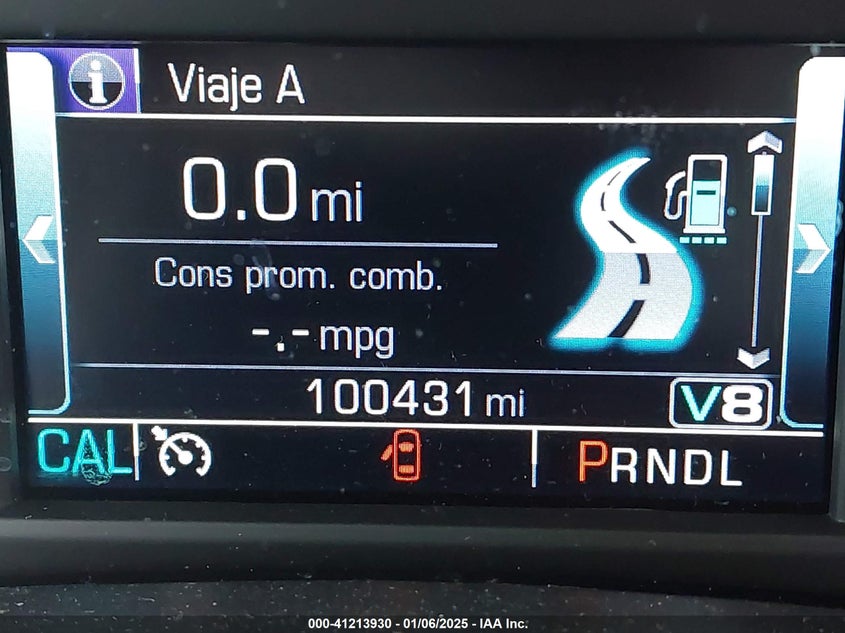 Viaje A
0.0 mi
Cons prom. comb.
-.- mpg
100431 mi
V8
CAL
PRNDL
000-41213930 - 01/06/2025 - IAA Inc.